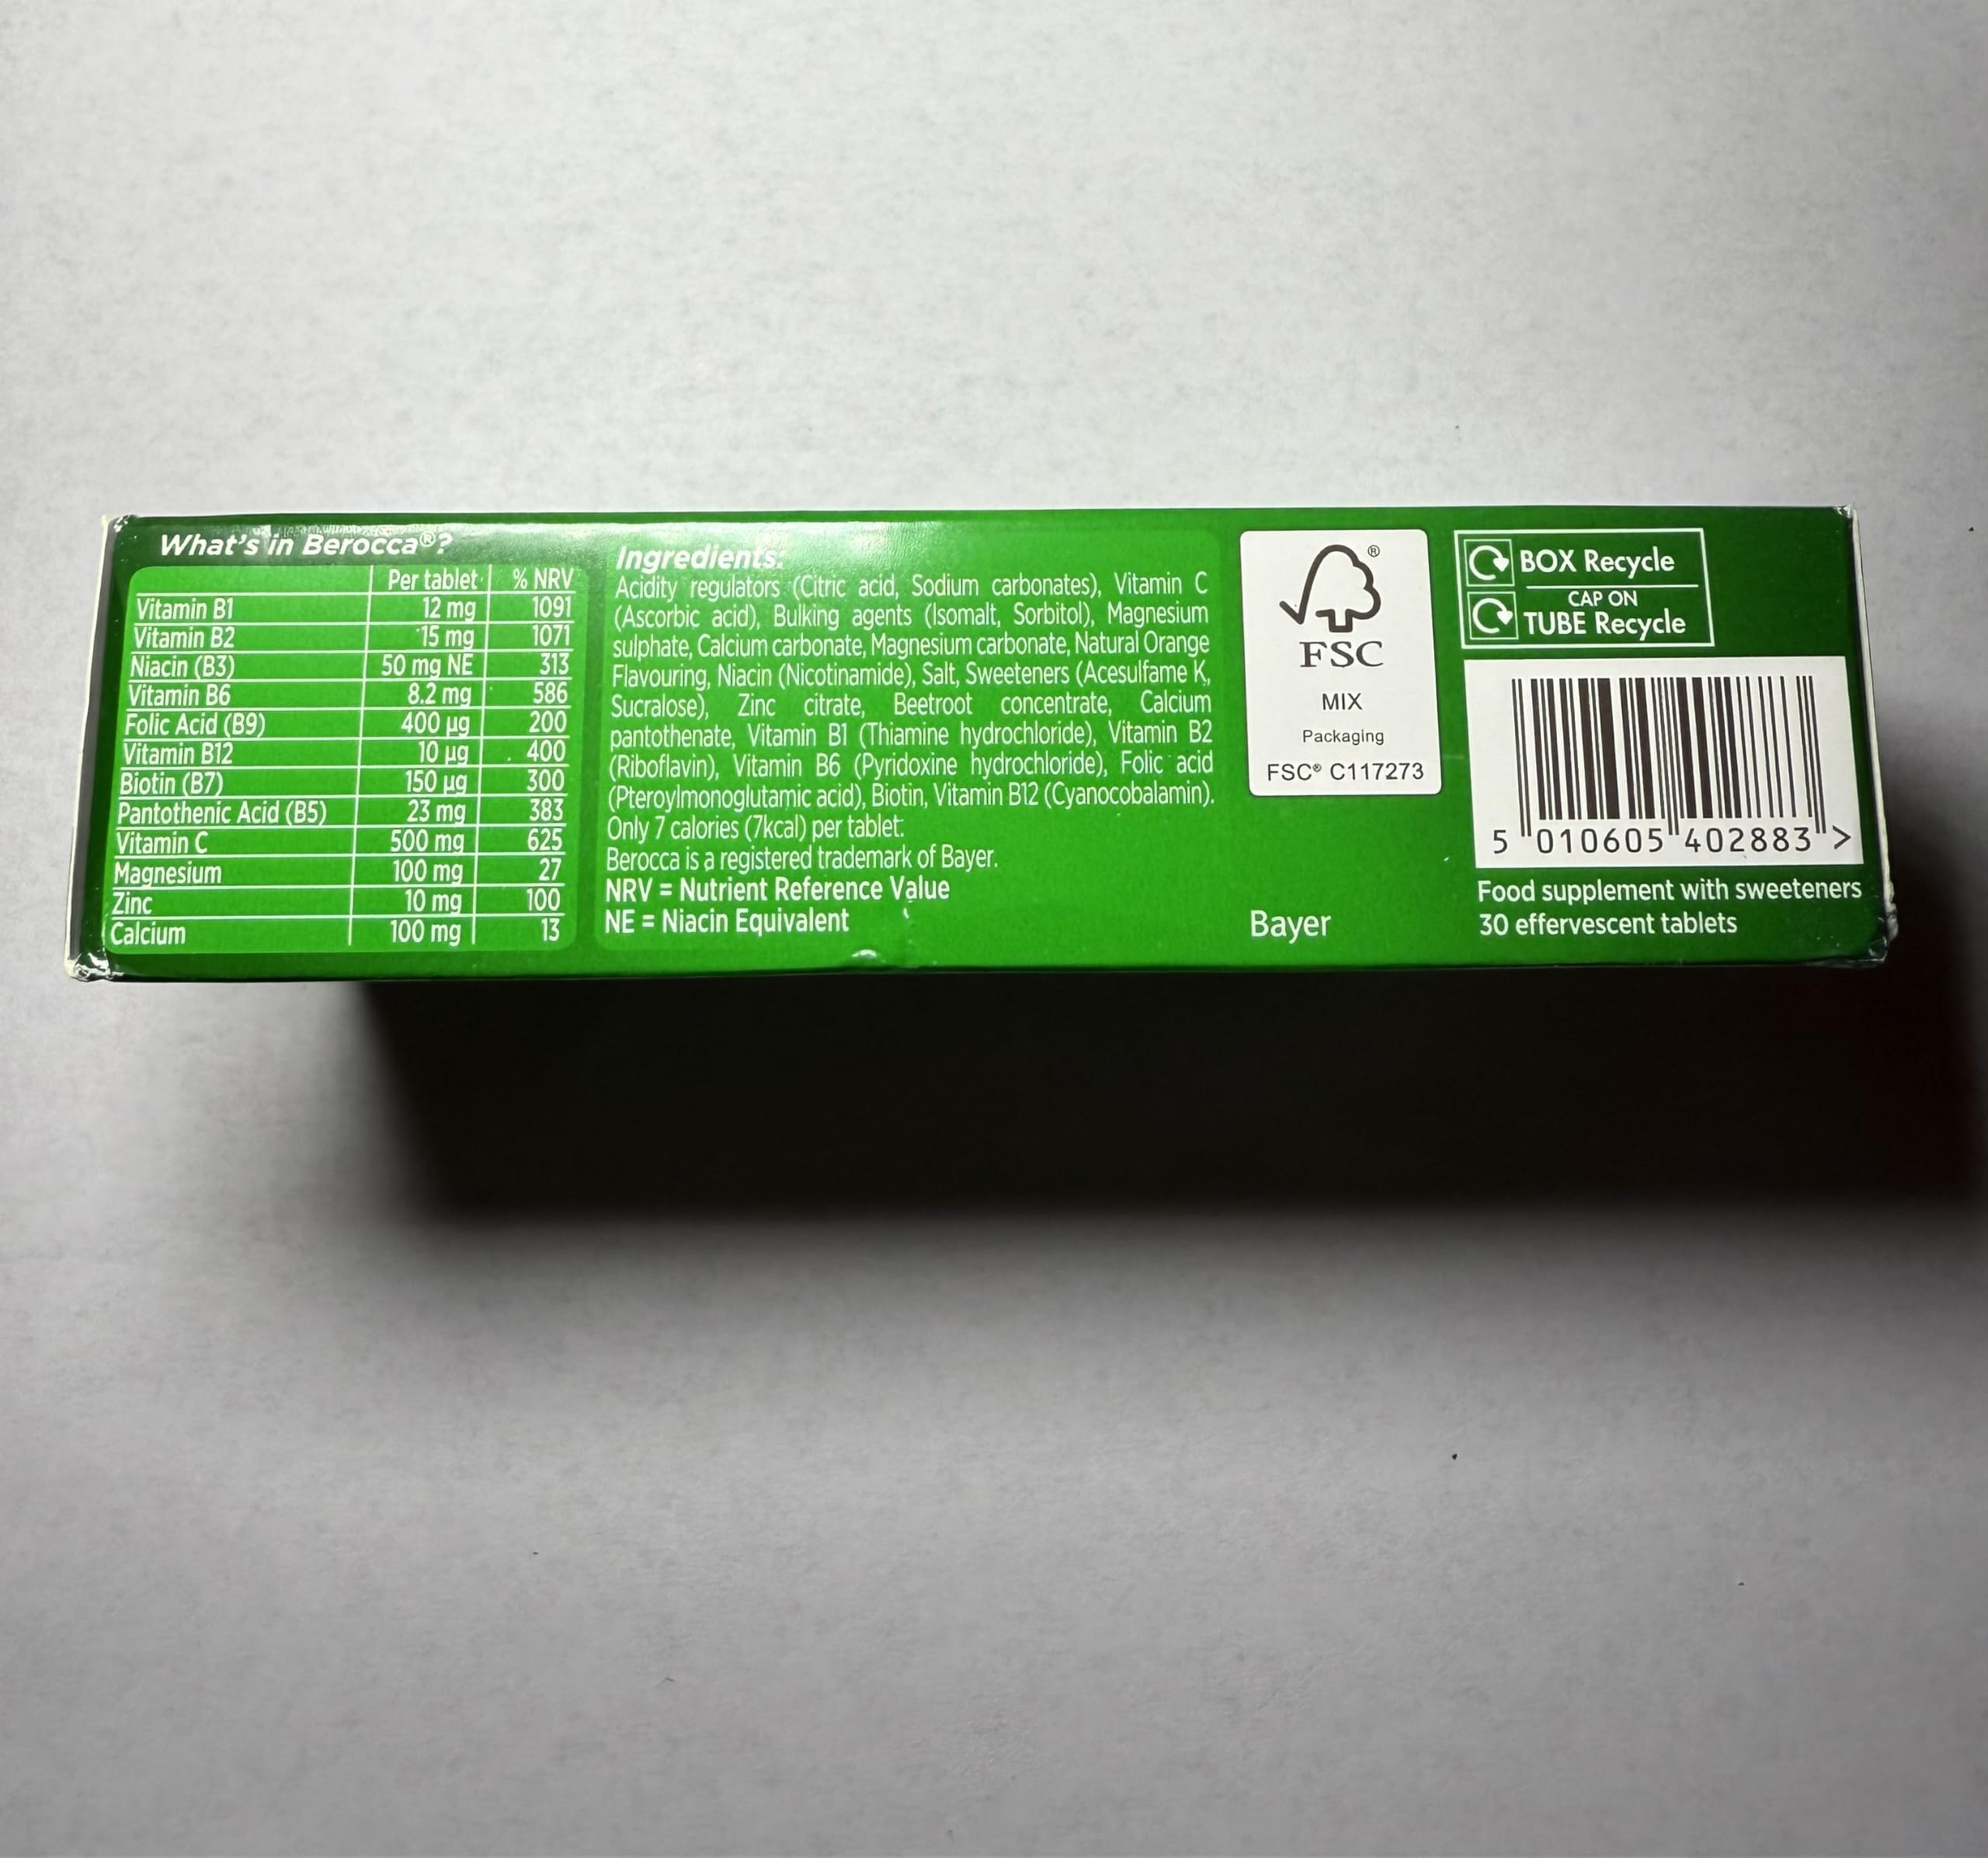 What's in Berocca®?
Per tablet % NRV
Vitamin B1 12 mg 1091
Vitamin B2 15 mg 1071
Niacin (B3) 50 mg NE 313
Vitamin B6 8.2 mg 586
Folic Acid (B9) 400 µg 200
Vitamin B12 10 µg 400
Biotin (B7) 150 µg 300
Pantothenic Acid (B5) 23 mg 383
Vitamin C 500 mg 625
Magnesium 100 mg 27
Zinc 10 mg 100
Calcium 100 mg 13
Ingredients:
Acidity regulators (Citric acid, Sodium carbonates), Vitamin C
(Ascorbic acid), Bulking agents (Isomalt, Sorbitol), Magnesium
sulphate, Calcium carbonate, Magnesium carbonate, Natural Orange
Flavouring, Niacin (Nicotinamide), Salt, Sweeteners (Acesulfame K,
Sucralose), Zinc citrate, Beetroot concentrate, Calcium
pantothenate, Vitamin B1 (Thiamine hydrochloride), Vitamin B2
(Riboflavin), Vitamin B6 (Pyridoxine hydrochloride), Folic acid
(Pteroylmonoglutamic acid), Biotin, Vitamin B12 (Cyanocobalamin).
Only 7 calories (7kcal) per tablet.
Berocca is a registered trademark of Bayer.
NRV = Nutrient Reference Value
NE = Niacin Equivalent
®
FSC
MIX
Packaging
FSC® C117273
Bayer
BOX Recycle
CAP ON
TUBE Recycle
5 010605 402883 >
Food supplement with sweeteners
30 effervescent tablets